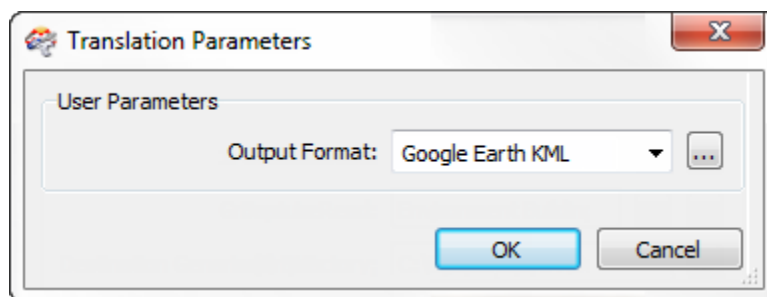 Translation Parameters
User Parameters
Output Format: Google Earth KML ...
OK Cancel